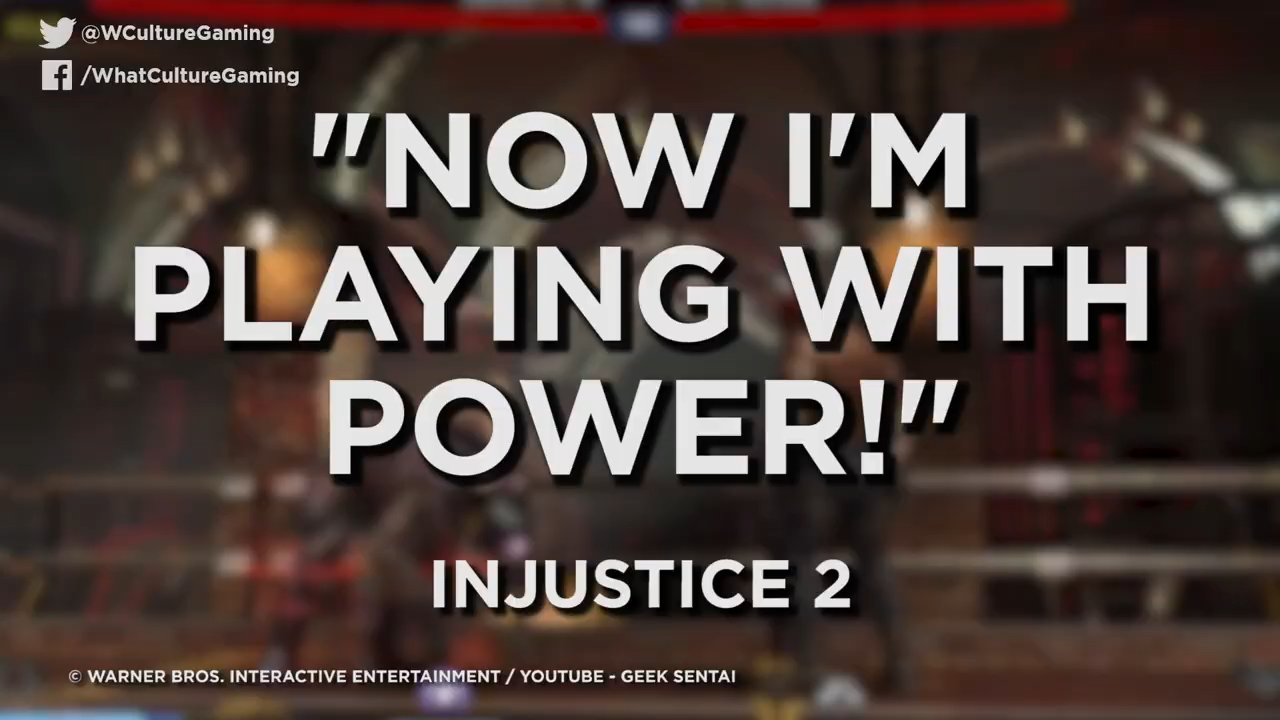 @WCultureGaming
/WhatCultureGaming
"NOW I'M
PLAYING WITH
POWER!"
INJUSTICE 2
© WARNER BROS. INTERACTIVE ENTERTAINMENT / YOUTUBE - GEEK SENTAI